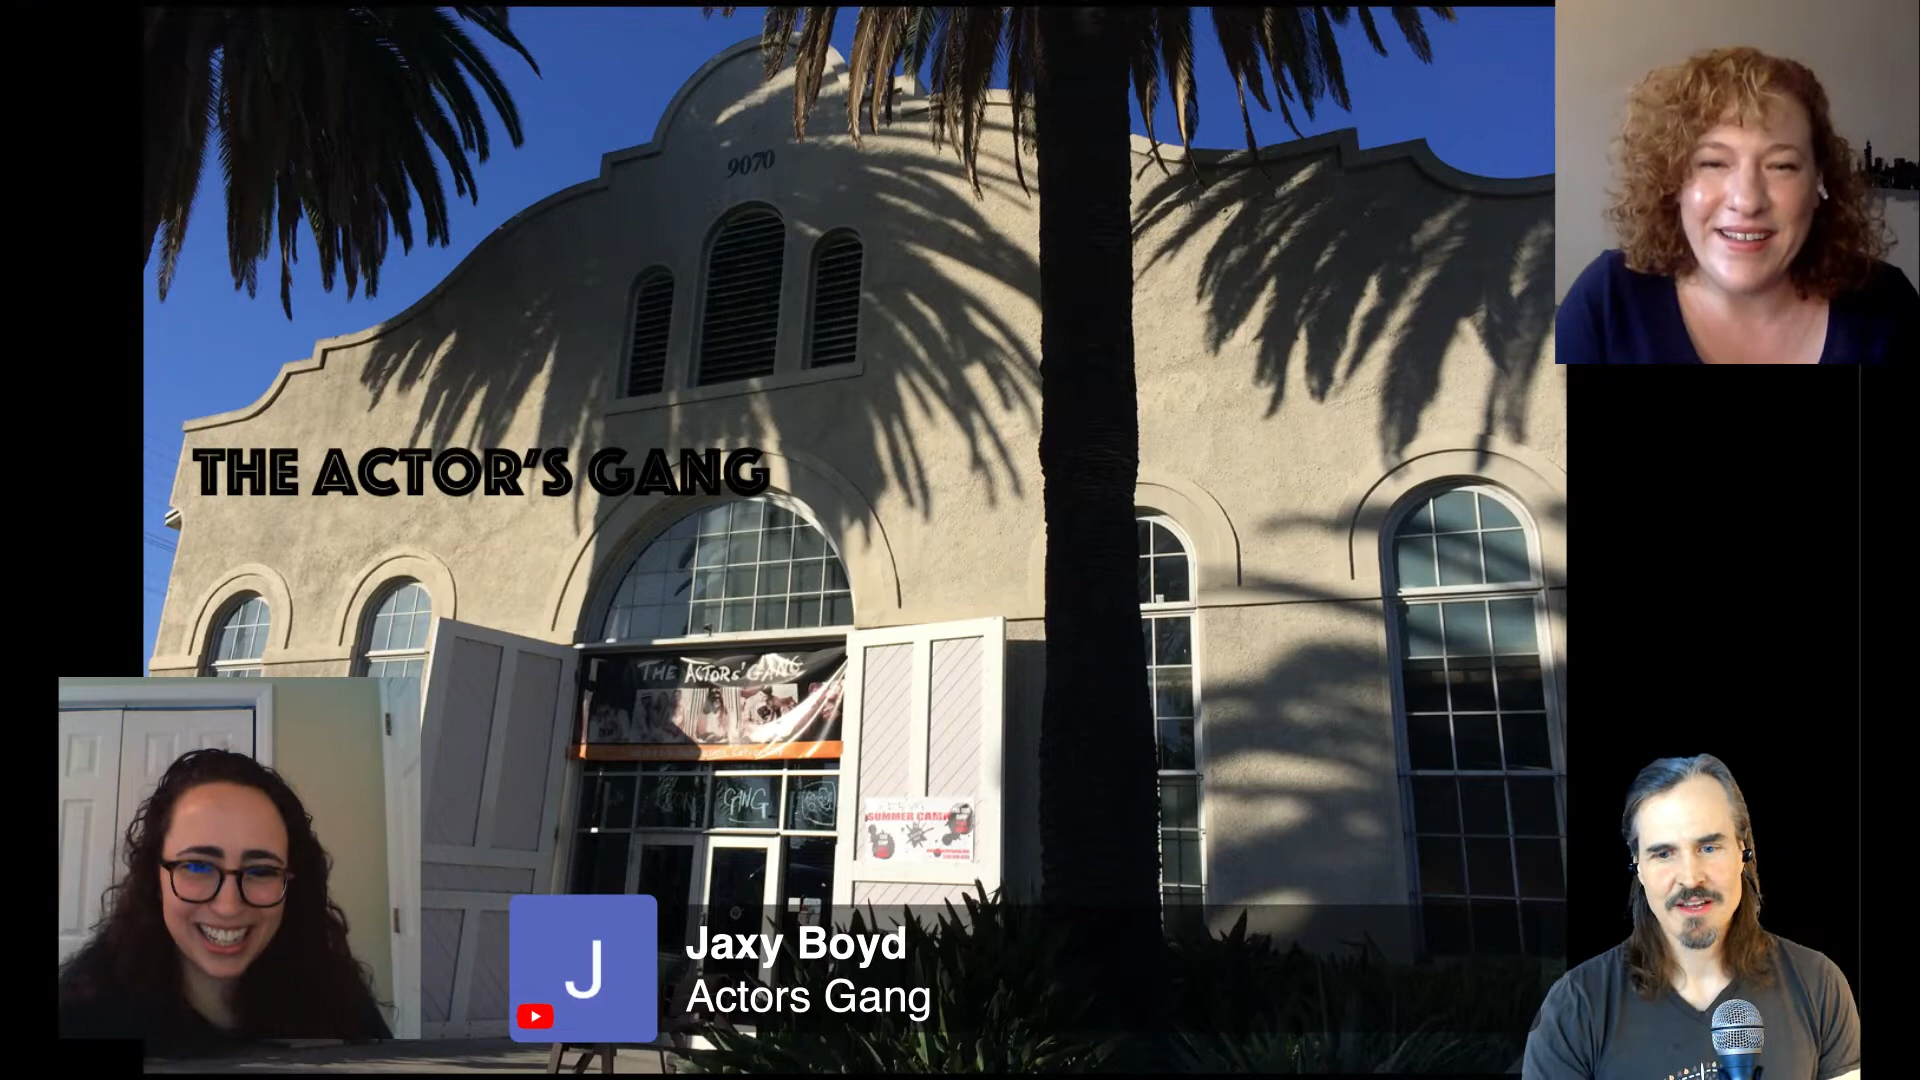 9070
THE ACTOR'S GANG
THE ACTORS' GANG
GANG
SUMMER CAMP
J
Jaxy Boyd
Actors Gang